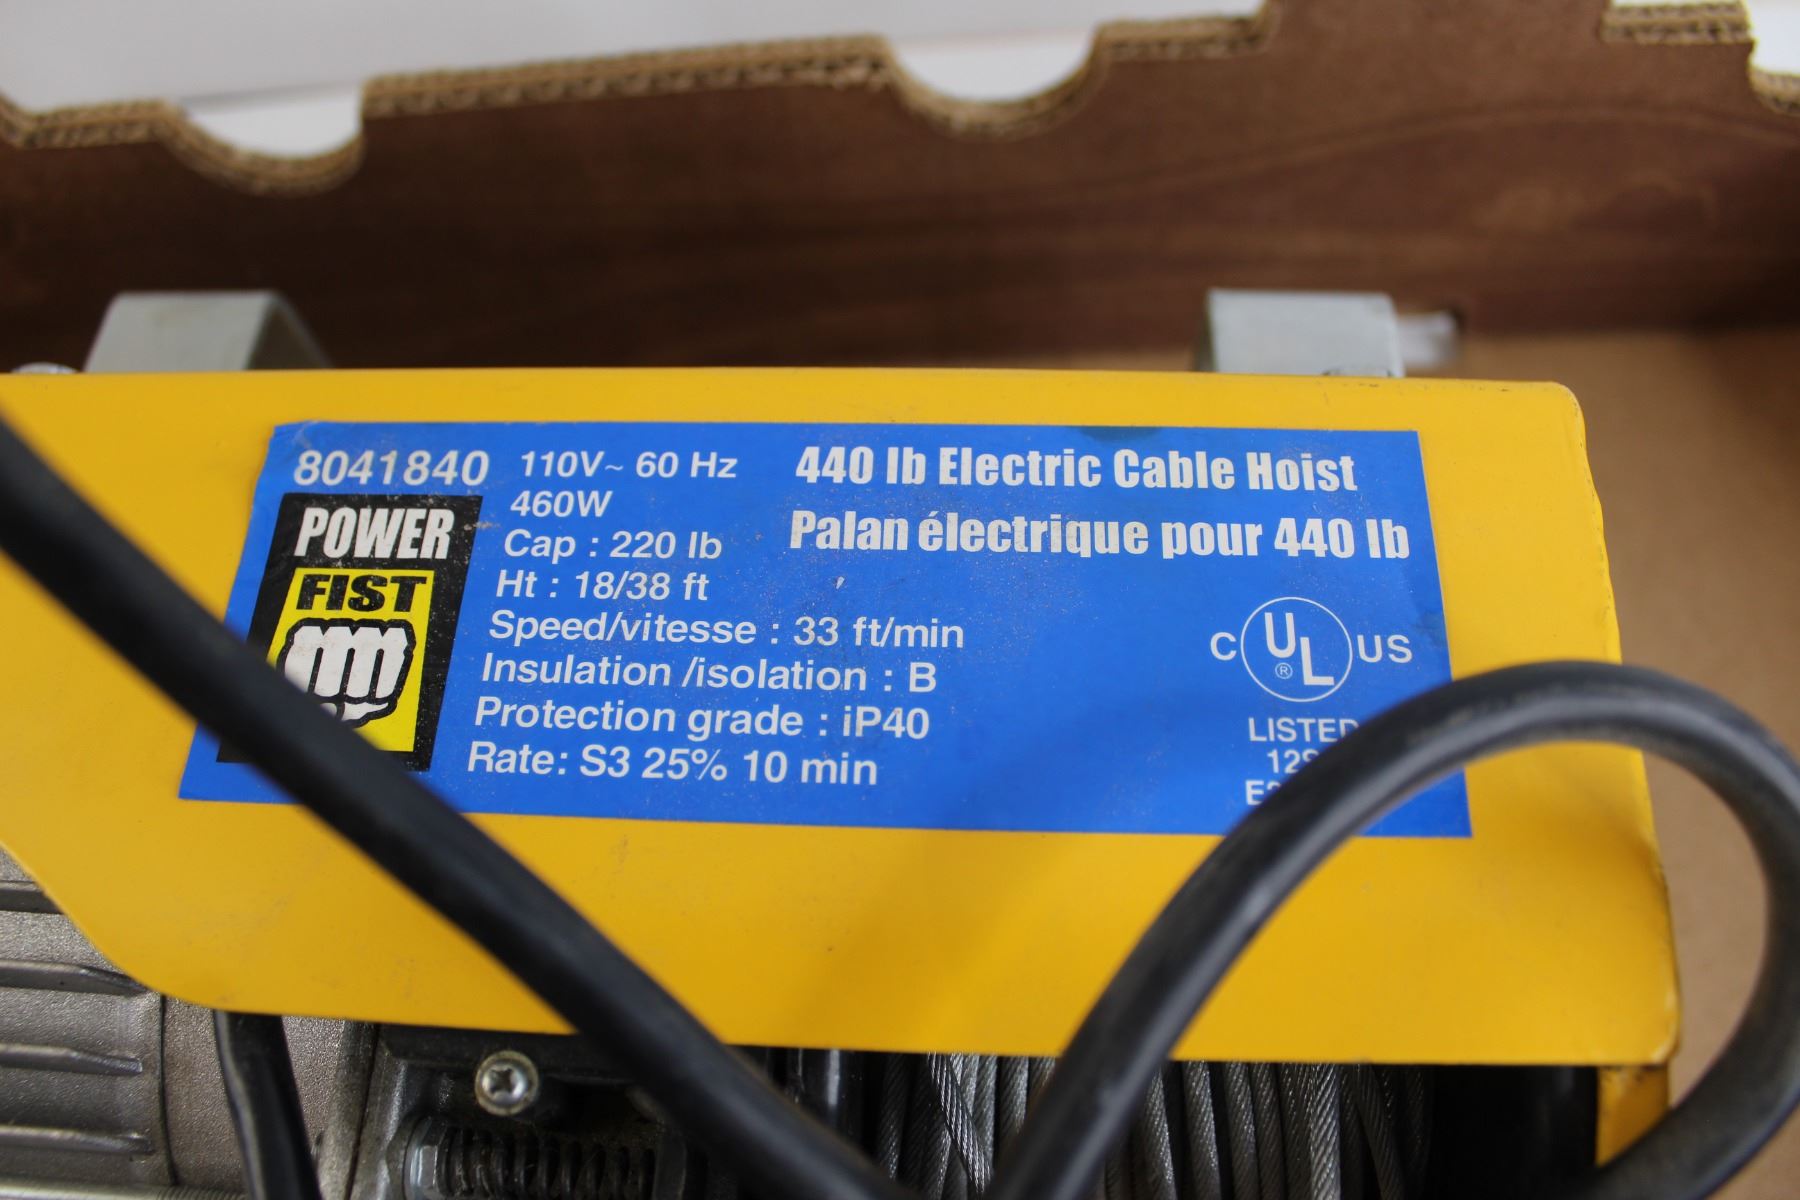 8041840
POWER
FIST
110V~ 60 Hz
460W
Cap : 220 lb
Ht : 18/38 ft
Speed/vitesse : 33 ft/min
Insulation /isolation : B
Protection grade : iP40
Rate: S3 25% 10 min
440 lb Electric Cable Hoist
Palan électrique pour 440 lb
C UL ® US
LISTED